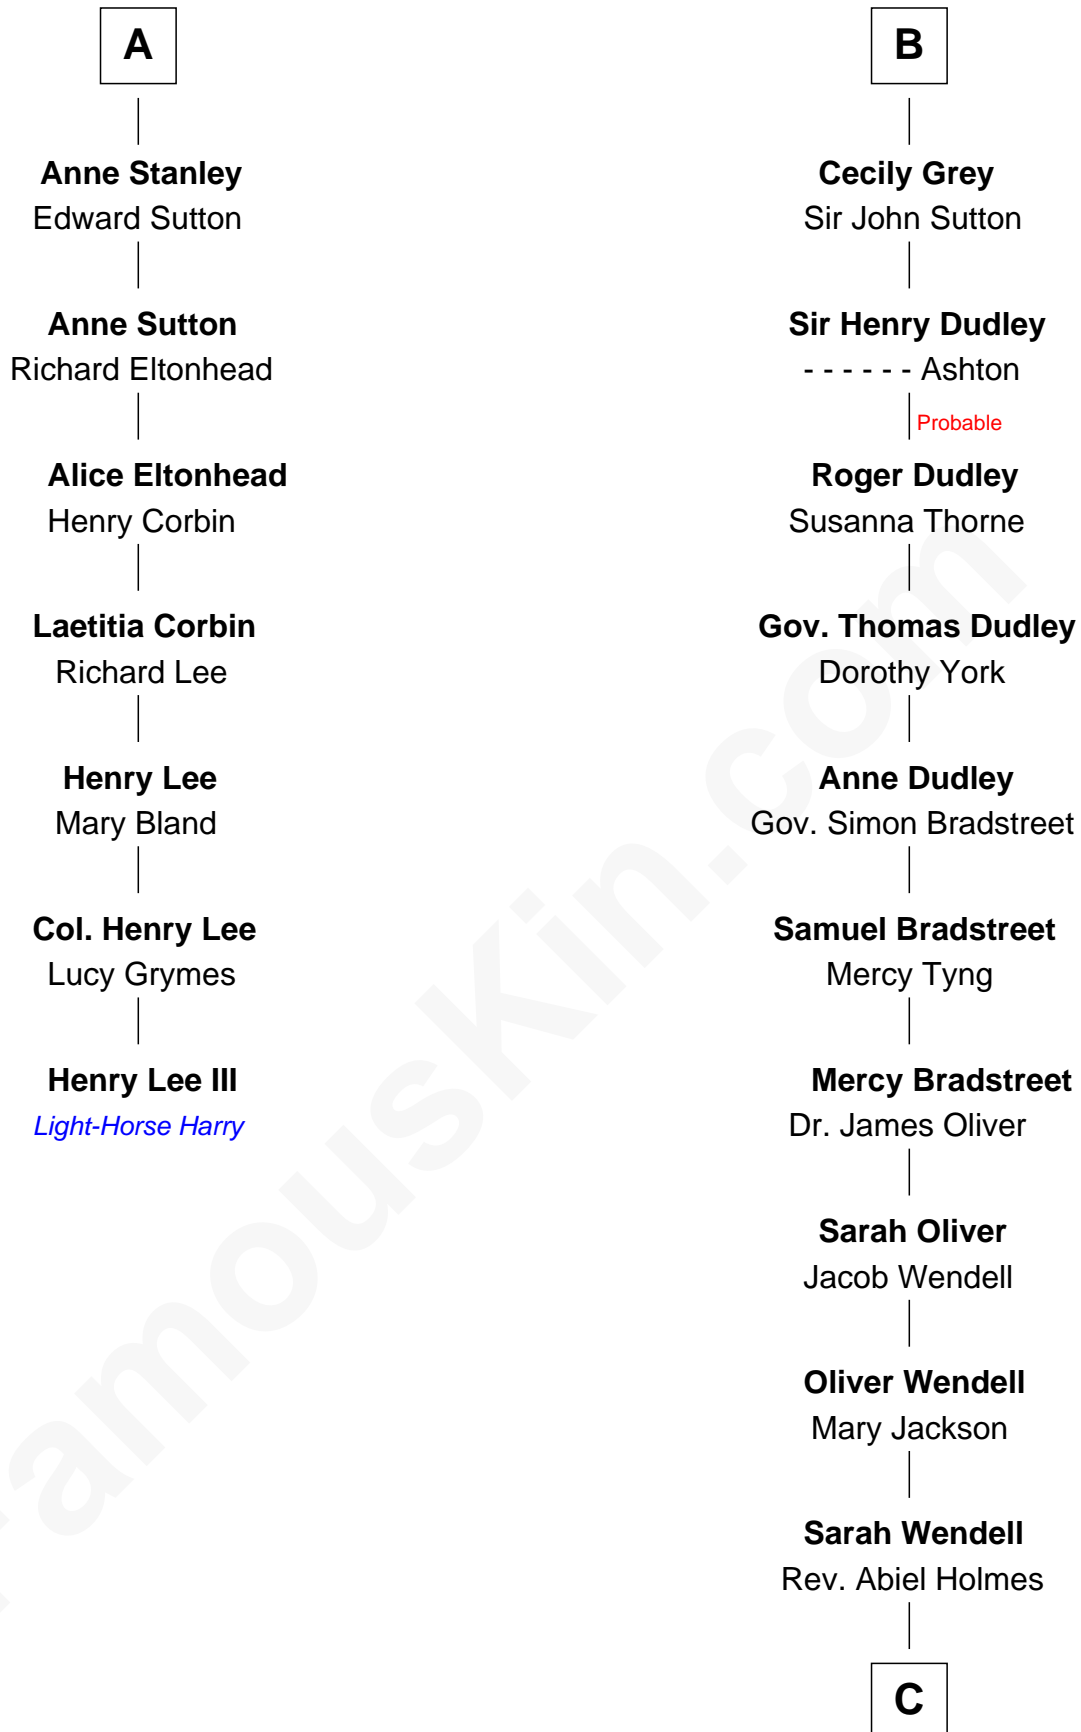 A
Anne Stanley
Edward Sutton
Anne Sutton
Richard Eltonhead
Alice Eltonhead
Henry Corbin
Laetitia Corbin
Richard Lee
Henry Lee
Mary Bland
Col. Henry Lee
Lucy Grymes
Henry Lee III
Light-Horse Harry
B
Cecily Grey
Sir John Sutton
Sir Henry Dudley
- - - - - - Ashton
Probable
Roger Dudley
Susanna Thorne
Gov. Thomas Dudley
Dorothy York
Anne Dudley
Gov. Simon Bradstreet
Samuel Bradstreet
Mercy Tyng
Mercy Bradstreet
Dr. James Oliver
Sarah Oliver
Jacob Wendell
Oliver Wendell
Mary Jackson
Sarah Wendell
Rev. Abiel Holmes
C
FamousKin.com